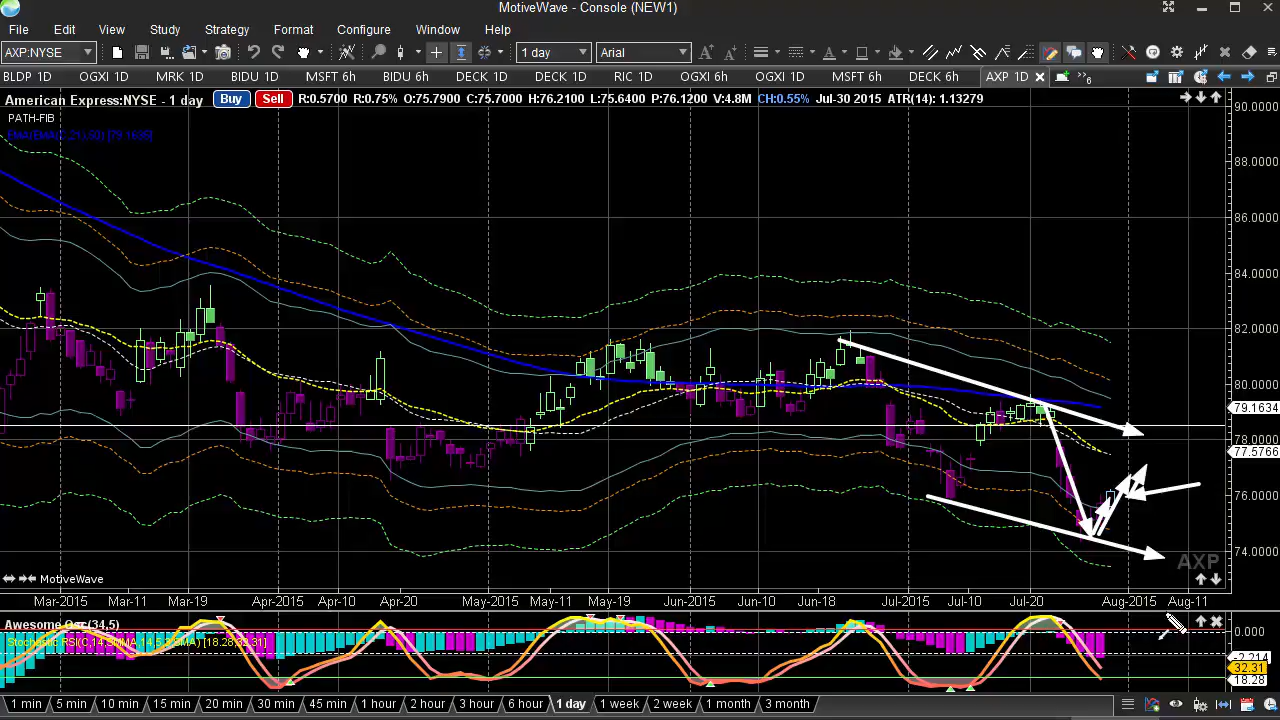 MotiveWave - Console (NEW1)
File Edit View Study Strategy Format Configure Window Help
AXP:NYSE 1 day Arial
BLDP 1D OGXI 1D MRK 1D BIDU 1D MSFT 6h BIDU 6h DECK 1D DECK 1D RIC 1D OGXI 6h OGXI 1D MSFT 6h DECK 6h AXP 1D >>6
American Express:NYSE - 1 day Buy Sell R:0.5700 R:0.75% O:75.7900 C:75.7000 H:76.2100 L:75.6400 P:76.1200 V:4.8M CH:0.55% Jul-30 2015 ATR(14): 1.13279
PATH-FIB
90.0000
88.0000
86.0000
84.0000
82.0000
80.0000
79.1634
78.0000
77.5766
76.0000
74.0000
AXP
MotiveWave
Mar-2015 Mar-11 Mar-19 Apr-2015 Apr-10 Apr-20 May-2015 May-11 May-19 Jun-2015 Jun-10 Jun-18 Jul-2015 Jul-10 Jul-20 Aug-2015 Aug-11
Awesome Osc(34,5)
0.000
-2.214
32.31
18.28
1 min 5 min 10 min 15 min 20 min 30 min 45 min 1 hour 2 hour 3 hour 6 hour 1 day 1 week 2 week 1 month 3 month